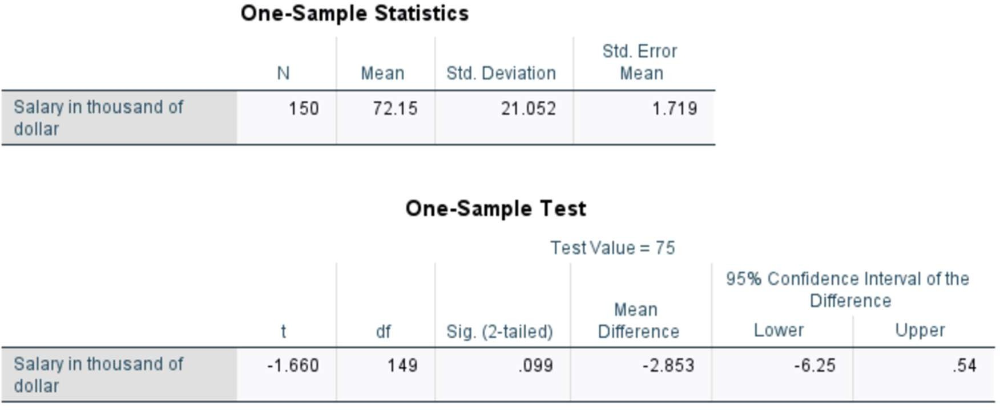 One-Sample Statistics
N Mean Std. Deviation Std. Error Mean
Salary in thousand of dollar 150 72.15 21.052 1.719
One-Sample Test
Test Value = 75
t df Sig. (2-tailed) Mean Difference 95% Confidence Interval of the Difference
Lower Upper
Salary in thousand of dollar -1.660 149 .099 -2.853 -6.25 .54